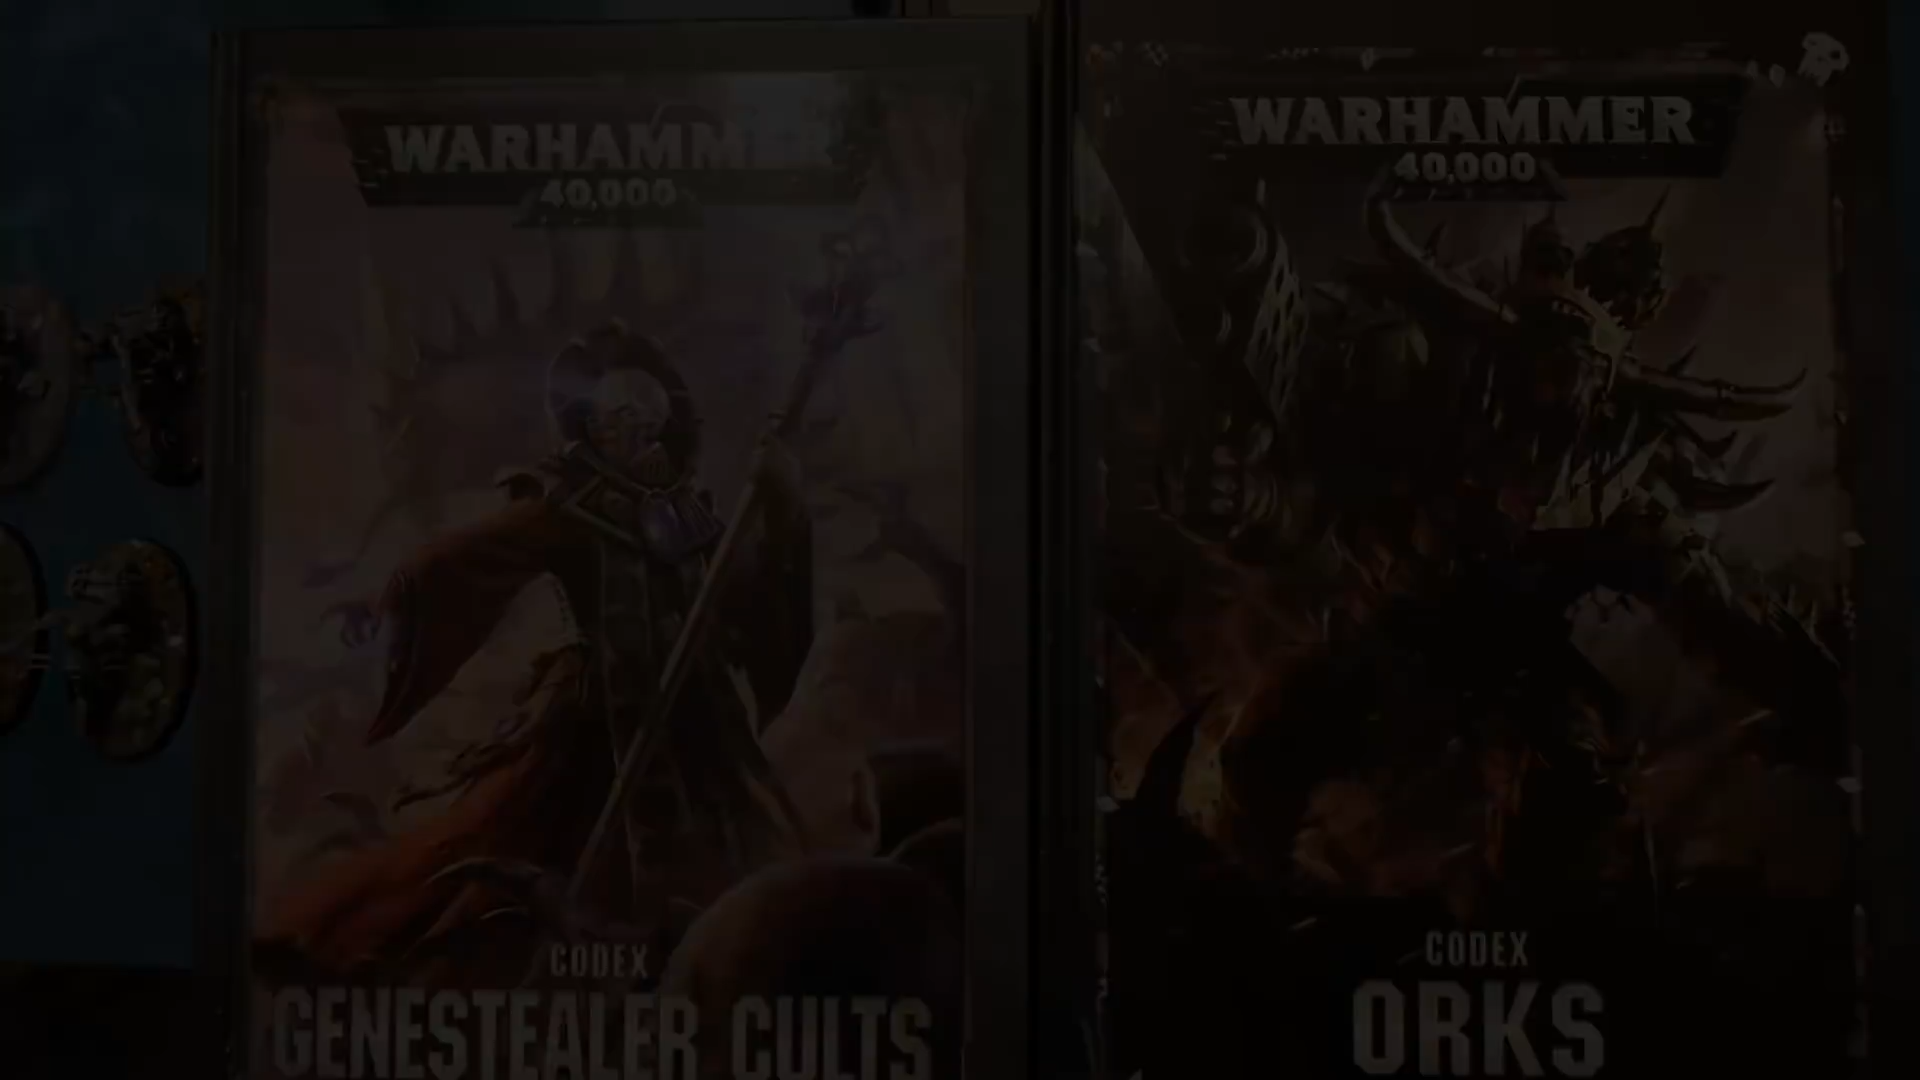 WARHAMMER
40,000
CODEX
GENESTEALER CULTS
WARHAMMER
40,000
CODEX
ORKS